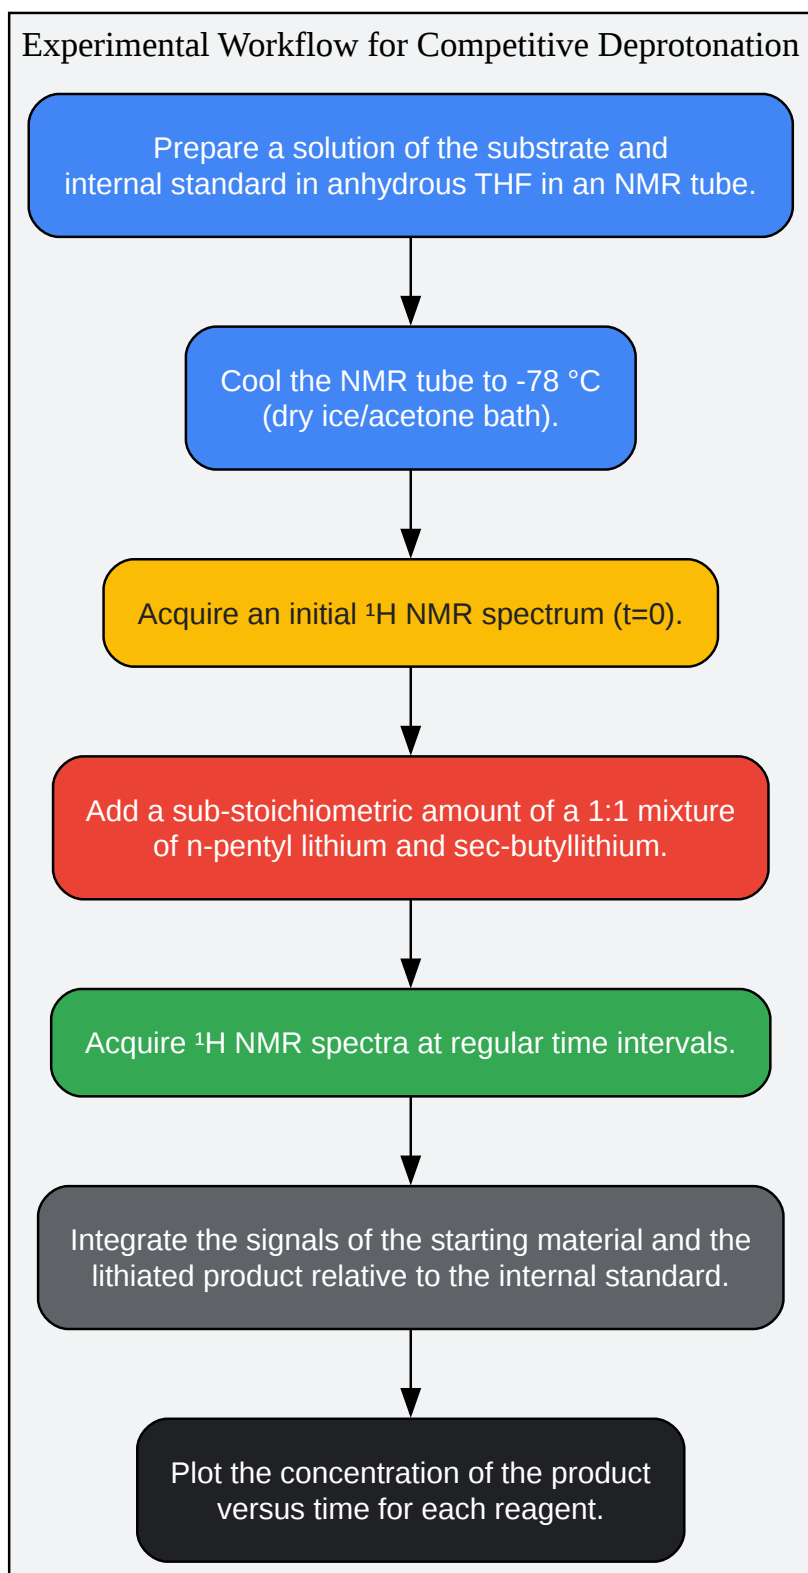 Experimental Workflow for Competitive Deprotonation
Prepare a solution of the substrate and
internal standard in anhydrous THF in an NMR tube.
Cool the NMR tube to -78 °C
(dry ice/acetone bath).
Acquire an initial ¹H NMR spectrum (t=0).
Add a sub-stoichiometric amount of a 1:1 mixture
of n-pentyl lithium and sec-butyllithium.
Acquire ¹H NMR spectra at regular time intervals.
Integrate the signals of the starting material and the
lithiated product relative to the internal standard.
Plot the concentration of the product
versus time for each reagent.